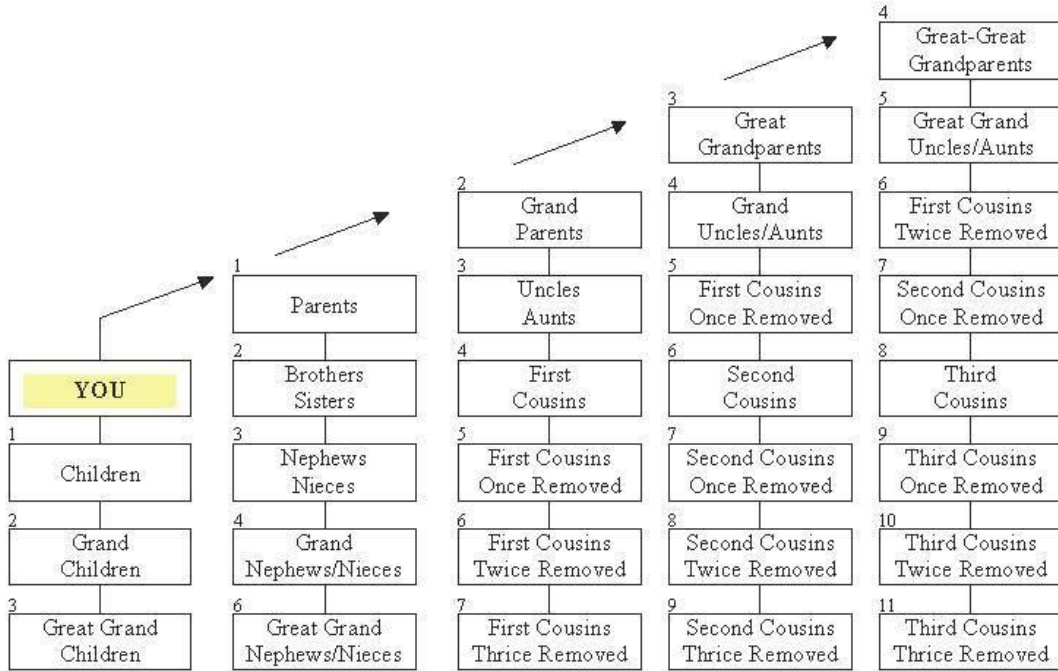 4
Great-Great
Grandparents
3
Great
Grandparents
5
Great Grand
Uncles/Aunts
2
Grand
Parents
4
Grand
Uncles/Aunts
6
First Cousins
Twice Removed
1
Parents
3
Uncles
Aunts
5
First Cousins
Once Removed
7
Second Cousins
Once Removed
YOU
2
Brothers
Sisters
4
First
Cousins
6
Second
Cousins
8
Third
Cousins
1
Children
3
Nephews
Nieces
5
First Cousins
Once Removed
7
Second Cousins
Once Removed
9
Third Cousins
Once Removed
2
Grand
Children
4
Grand
Nephews/Nieces
6
First Cousins
Twice Removed
8
Second Cousins
Twice Removed
10
Third Cousins
Twice Removed
3
Great Grand
Children
6
Great Grand
Nephews/Nieces
7
First Cousins
Thrice Removed
9
Second Cousins
Thrice Removed
11
Third Cousins
Thrice Removed